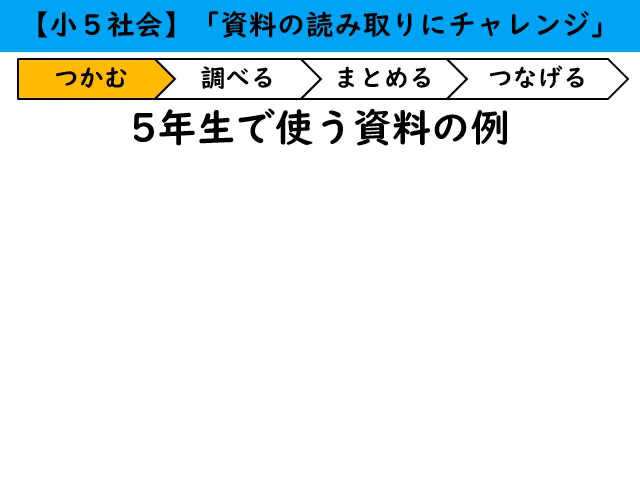 【小５社会】「資料の読み取りにチャレンジ」
つかむ 調べる まとめる つなげる
5年生で使う資料の例